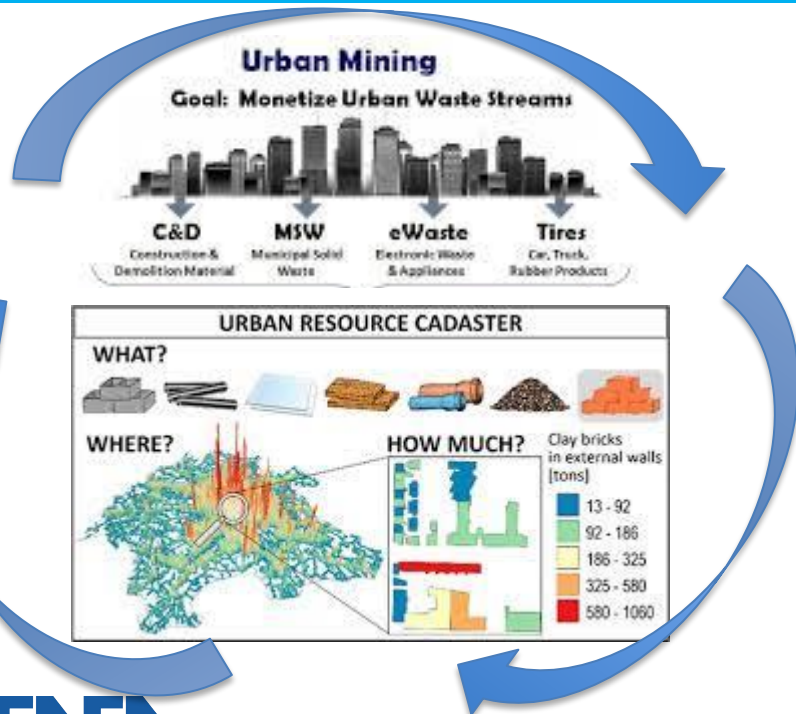 Urban Mining
Goal: Monetize Urban Waste Streams
C&D
Construction &
Demolition Material
MSW
Municipal Solid
Waste
eWaste
Electronic Waste
& Appliances
Tires
Car, Truck,
Rubber Products
URBAN RESOURCE CADASTER
WHAT?
WHERE?
HOW MUCH?
Clay bricks
in external walls
[tons]
13 - 92
92 - 186
186 - 325
325 - 580
580 - 1060